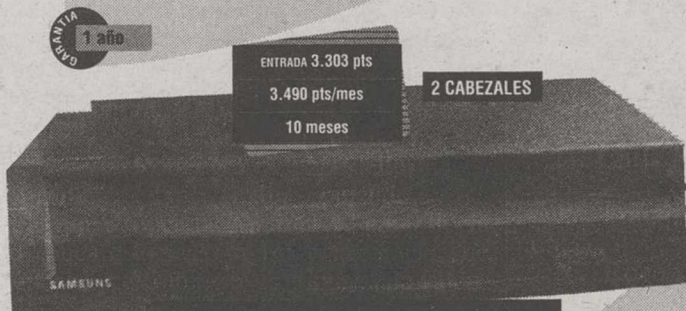 GARANTIA
1 año
ENTRADA 3.303 pts
3.490 pts/mes
10 meses
2 CABEZALES
SAMSUNG